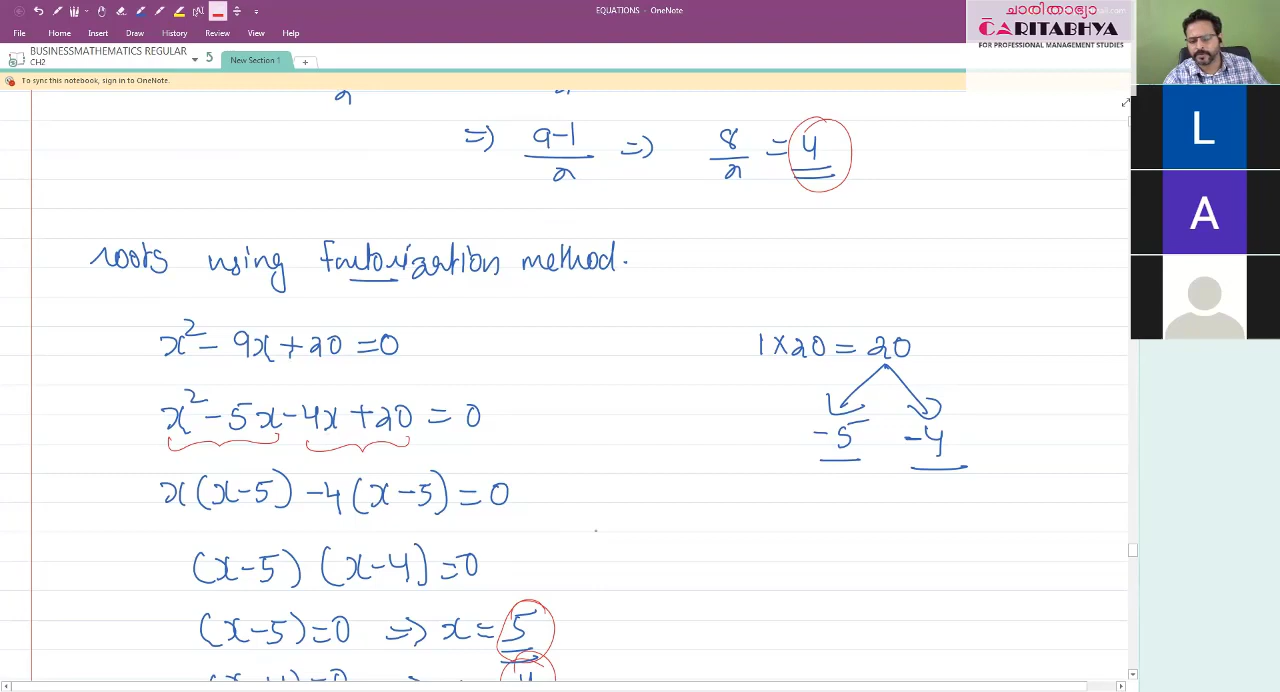 EQUATIONS - OneNote
File Home Insert Draw History Review View Help
BUSINESSMATHEMATICS REGULAR
CH2
New Section 1
To sync this notebook, sign in to OneNote.
ചാരിതാഭ്യാ
CARITABHYA
FOR PROFESSIONAL MANAGEMENT STUDIES
L
A
2
=) 9-1/2 =) 8/2 = 4
roots using factorization method.
x² - 9x + 20 = 0
1 x 20 = 20
x² - 5x - 4x + 20 = 0
-5 -4
x(x-5) -4(x-5) = 0
(x-5) (x-4) = 0
(x-5) = 0 => x = 5